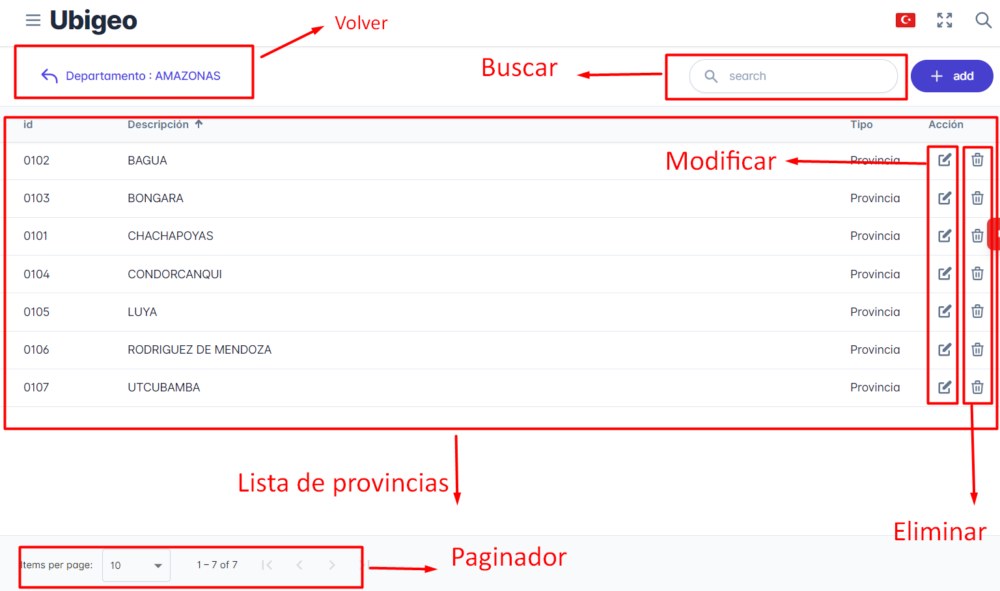 Ubigeo
Volver
Departamento : AMAZONAS
Buscar
search
add
id Descripción Tipo Acción
0102 BAGUA Provincia
Modificar
0103 BONGARA Provincia
0101 CHACHAPOYAS Provincia
0104 CONDORCANQUI Provincia
0105 LUYA Provincia
0106 RODRIGUEZ DE MENDOZA Provincia
0107 UTCUBAMBA Provincia
Lista de provincias
Eliminar
Items per page: 10 1 – 7 of 7
Paginador